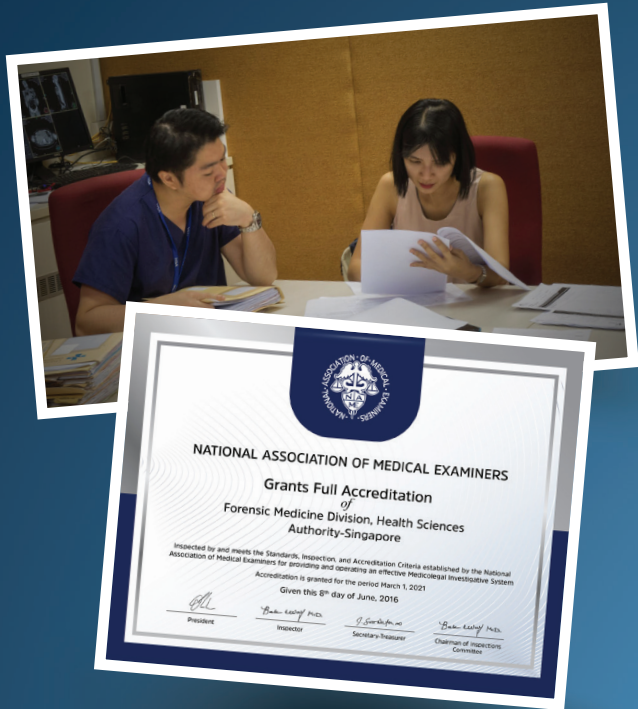 NATIONAL·ASSOCIATION·OF·MEDICAL·EXAMINERS·
N A
M E
NATIONAL ASSOCIATION OF MEDICAL EXAMINERS
Grants Full Accreditation
of
Forensic Medicine Division, Health Sciences
Authority-Singapore
Inspected by and meets the Standards, Inspection, and Accreditation Criteria established by the National
Association of Medical Examiners for providing and operating an effective Medicolegal Investigative System
Accreditation is granted for the period March 1, 2021
Given this 8th day of June, 2016
President
Inspector
Secretary-Treasurer
Chairman of Inspections
Committee